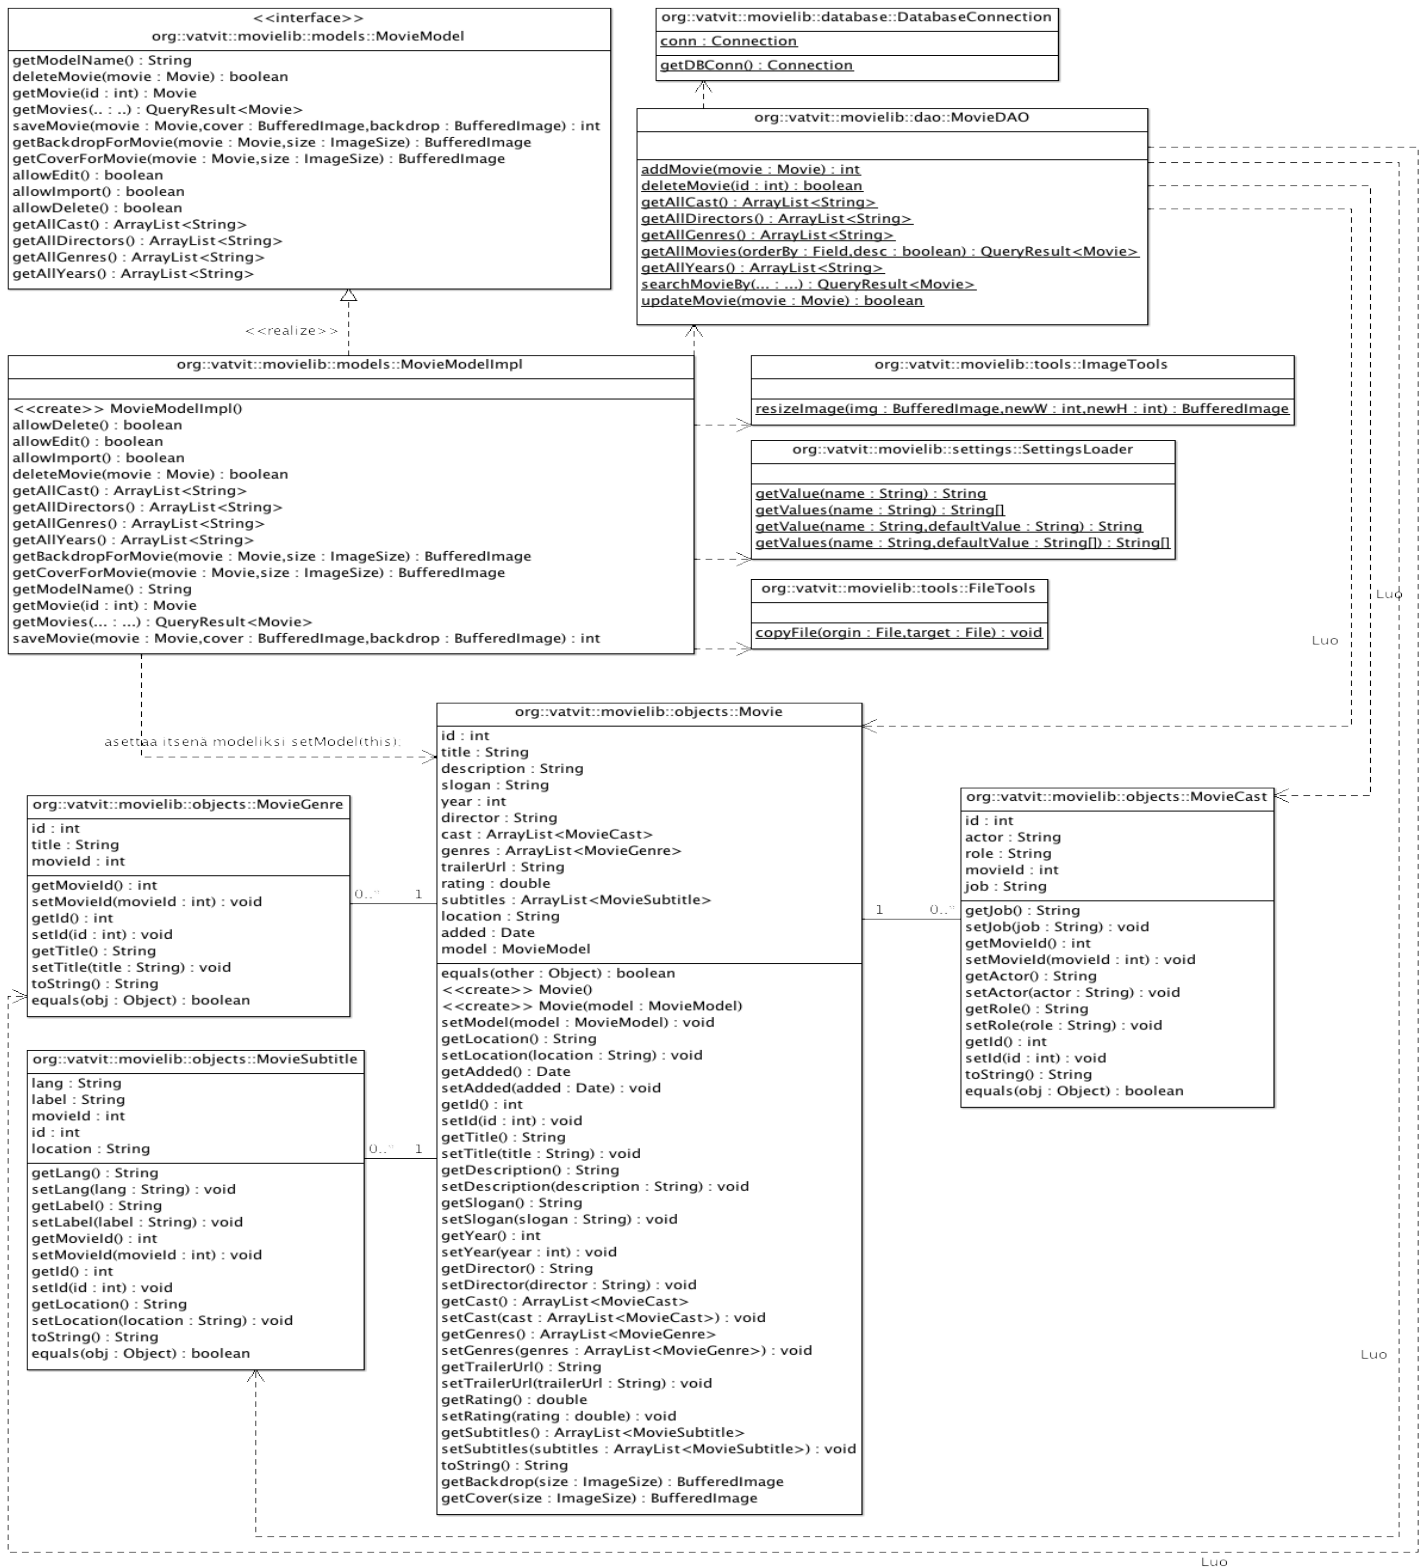 <<interface>>
org::vatvit::movielib::models::MovieModel
getModelName() : String
deleteMovie(movie : Movie) : boolean
getMovie(id : int) : Movie
getMovies(.. : ..) : QueryResult<Movie>
saveMovie(movie : Movie,cover : BufferedImage,backdrop : BufferedImage) : int
getBackdropForMovie(movie : Movie,size : ImageSize) : BufferedImage
getCoverForMovie(movie : Movie,size : ImageSize) : BufferedImage
allowEdit() : boolean
allowImport() : boolean
allowDelete() : boolean
getAllCast() : ArrayList<String>
getAllDirectors() : ArrayList<String>
getAllGenres() : ArrayList<String>
getAllYears() : ArrayList<String>
org::vatvit::movielib::database::DatabaseConnection
conn : Connection
getDBConn() : Connection
org::vatvit::movielib::dao::MovieDAO
addMovie(movie : Movie) : int
deleteMovie(id : int) : boolean
getAllCast() : ArrayList<String>
getAllDirectors() : ArrayList<String>
getAllGenres() : ArrayList<String>
getAllMovies(orderBy : Field,desc : boolean) : QueryResult<Movie>
getAllYears() : ArrayList<String>
searchMovieBy(... : ...) : QueryResult<Movie>
updateMovie(movie : Movie) : boolean
<<realize>>
org::vatvit::movielib::models::MovieModelImpl
<<create>> MovieModelImpl()
allowDelete() : boolean
allowEdit() : boolean
allowImport() : boolean
deleteMovie(movie : Movie) : boolean
getAllCast() : ArrayList<String>
getAllDirectors() : ArrayList<String>
getAllGenres() : ArrayList<String>
getAllYears() : ArrayList<String>
getBackdropForMovie(movie : Movie,size : ImageSize) : BufferedImage
getCoverForMovie(movie : Movie,size : ImageSize) : BufferedImage
getModelName() : String
getMovie(id : int) : Movie
getMovies(... : ...) : QueryResult<Movie>
saveMovie(movie : Movie,cover : BufferedImage,backdrop : BufferedImage) : int
org::vatvit::movielib::tools::ImageTools
resizeImage(img : BufferedImage,newW : int,newH : int) : BufferedImage
org::vatvit::movielib::settings::SettingsLoader
getValue(name : String) : String
getValues(name : String) : String[]
getValue(name : String,defaultValue : String) : String
getValues(name : String,defaultValue : String[]) : String[]
org::vatvit::movielib::tools::FileTools
copyFile(orgin : File,target : File) : void
Luo
Luo
asettaa itsenä modeliksi setModel(this).
org::vatvit::movielib::objects::Movie
id : int
title : String
description : String
slogan : String
year : int
director : String
cast : ArrayList<MovieCast>
genres : ArrayList<MovieGenre>
trailerUrl : String
rating : double
subtitles : ArrayList<MovieSubtitle>
location : String
added : Date
model : MovieModel
equals(other : Object) : boolean
<<create>> Movie()
<<create>> Movie(model : MovieModel)
setModel(model : MovieModel) : void
getLocation() : String
setLocation(location : String) : void
getAdded() : Date
setAdded(added : Date) : void
getId() : int
setId(id : int) : void
getTitle() : String
setTitle(title : String) : void
getDescription() : String
setDescription(description : String) : void
getSlogan() : String
setSlogan(slogan : String) : void
getYear() : int
setYear(year : int) : void
getDirector() : String
setDirector(director : String) : void
getCast() : ArrayList<MovieCast>
setCast(cast : ArrayList<MovieCast>) : void
getGenres() : ArrayList<MovieGenre>
setGenres(genres : ArrayList<MovieGenre>) : void
getTrailerUrl() : String
setTrailerUrl(trailerUrl : String) : void
getRating() : double
setRating(rating : double) : void
getSubtitles() : ArrayList<MovieSubtitle>
setSubtitles(subtitles : ArrayList<MovieSubtitle>) : void
toString() : String
getBackdrop(size : ImageSize) : BufferedImage
getCover(size : ImageSize) : BufferedImage
org::vatvit::movielib::objects::MovieGenre
id : int
title : String
movieId : int
getMovieId() : int
setMovieId(movieId : int) : void
getId() : int
setId(id : int) : void
getTitle() : String
setTitle(title : String) : void
toString() : String
equals(obj : Object) : boolean
0..* 1
org::vatvit::movielib::objects::MovieSubtitle
lang : String
label : String
movieId : int
id : int
location : String
getLang() : String
setLang(lang : String) : void
getLabel() : String
setLabel(label : String) : void
getMovieId() : int
setMovieId(movieId : int) : void
getId() : int
setId(id : int) : void
getLocation() : String
setLocation(location : String) : void
toString() : String
equals(obj : Object) : boolean
0..* 1
org::vatvit::movielib::objects::MovieCast
id : int
actor : String
role : String
movieId : int
job : String
getJob() : String
setJob(job : String) : void
getMovieId() : int
setMovieId(movieId : int) : void
getActor() : String
setActor(actor : String) : void
getRole() : String
setRole(role : String) : void
getId() : int
setId(id : int) : void
toString() : String
equals(obj : Object) : boolean
1 0..*
Luo
Luo